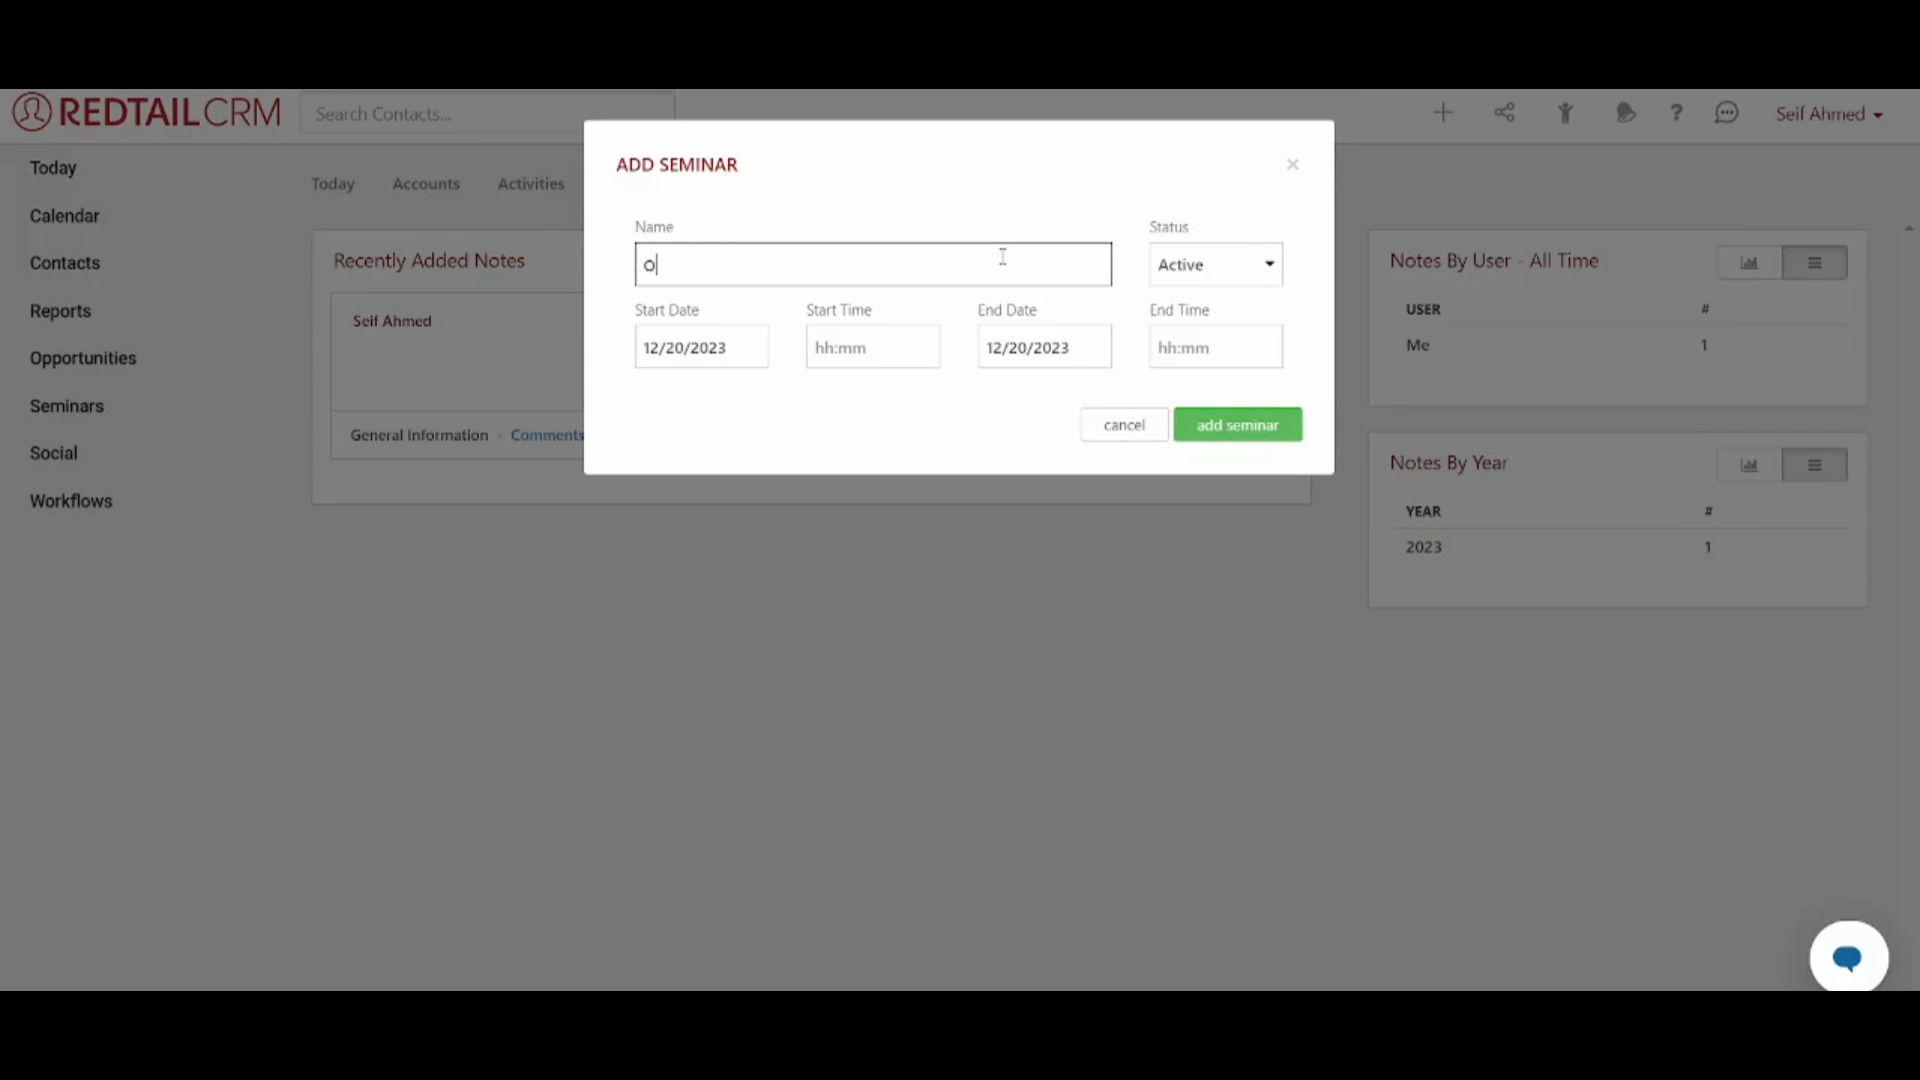 REDTAILCRM
Search Contacts...
?
Seif Ahmed
Today
Calendar
Contacts
Reports
Opportunities
Seminars
Social
Workflows
Today
Accounts
Activities
Recently Added Notes
Seif Ahmed
General Information - Comments
ADD SEMINAR
×
Name
O
Status
Active
Start Date
12/20/2023
Start Time
hh:mm
End Date
12/20/2023
End Time
hh:mm
cancel
add seminar
Notes By User - All Time
USER #
Me 1
Notes By Year
YEAR #
2023 1